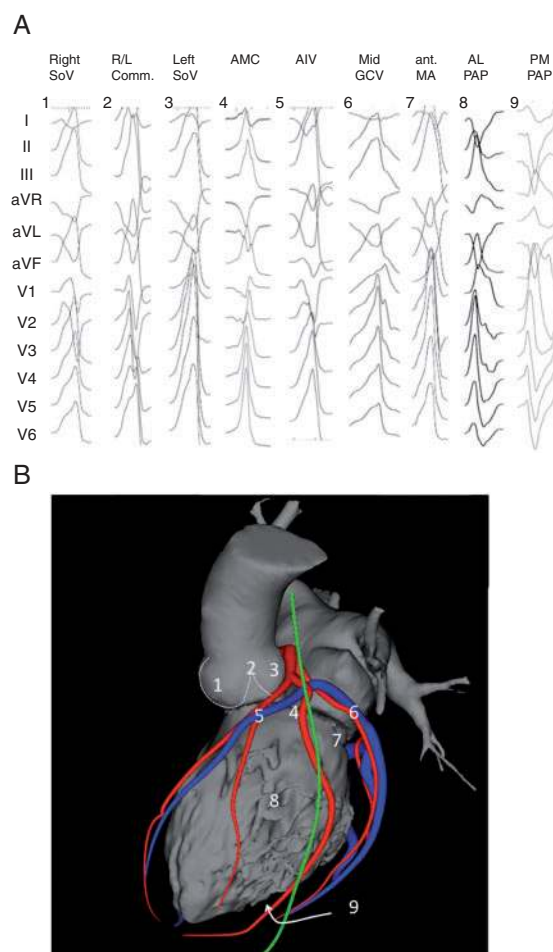 A
Right R/L Left AMC AIV Mid ant. AL PM
SoV Comm. SoV GCV MA PAP PAP
1 2 3 4 5 6 7 8 9
I
II
III
aVR
aVL
aVF
V1
V2
V3
V4
V5
V6
B
1 2 3
5 4 6
7
8
9